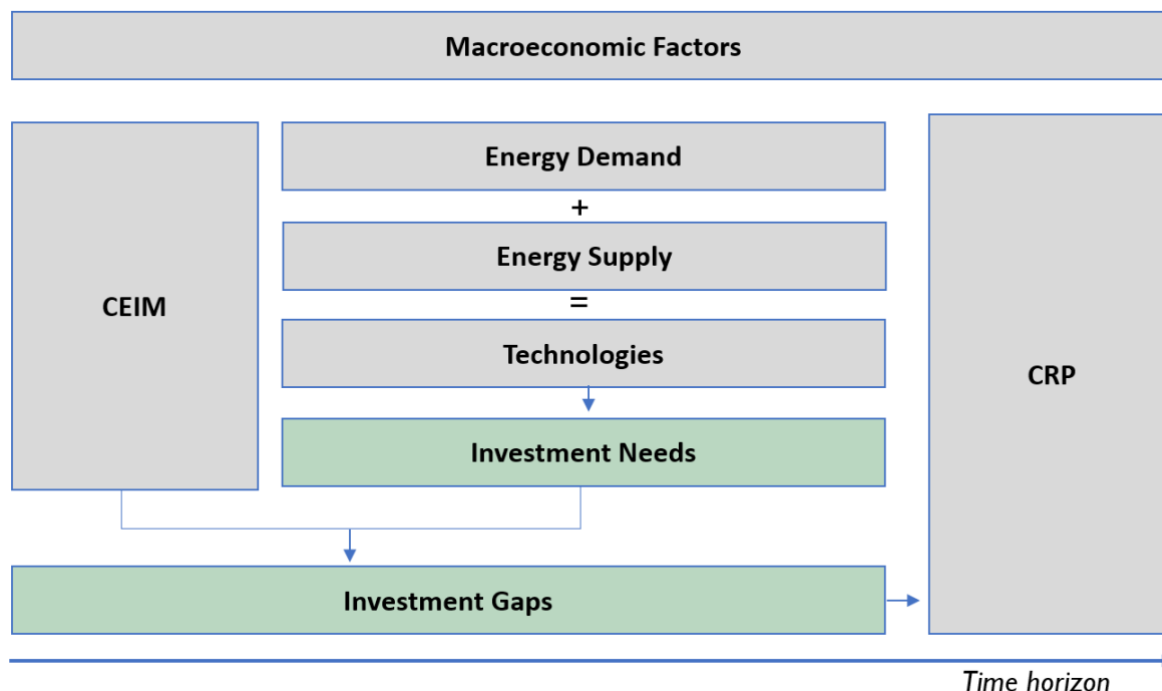 Macroeconomic Factors
CEIM
Energy Demand
+
Energy Supply
=
Technologies
Investment Needs
CRP
Investment Gaps
Time horizon